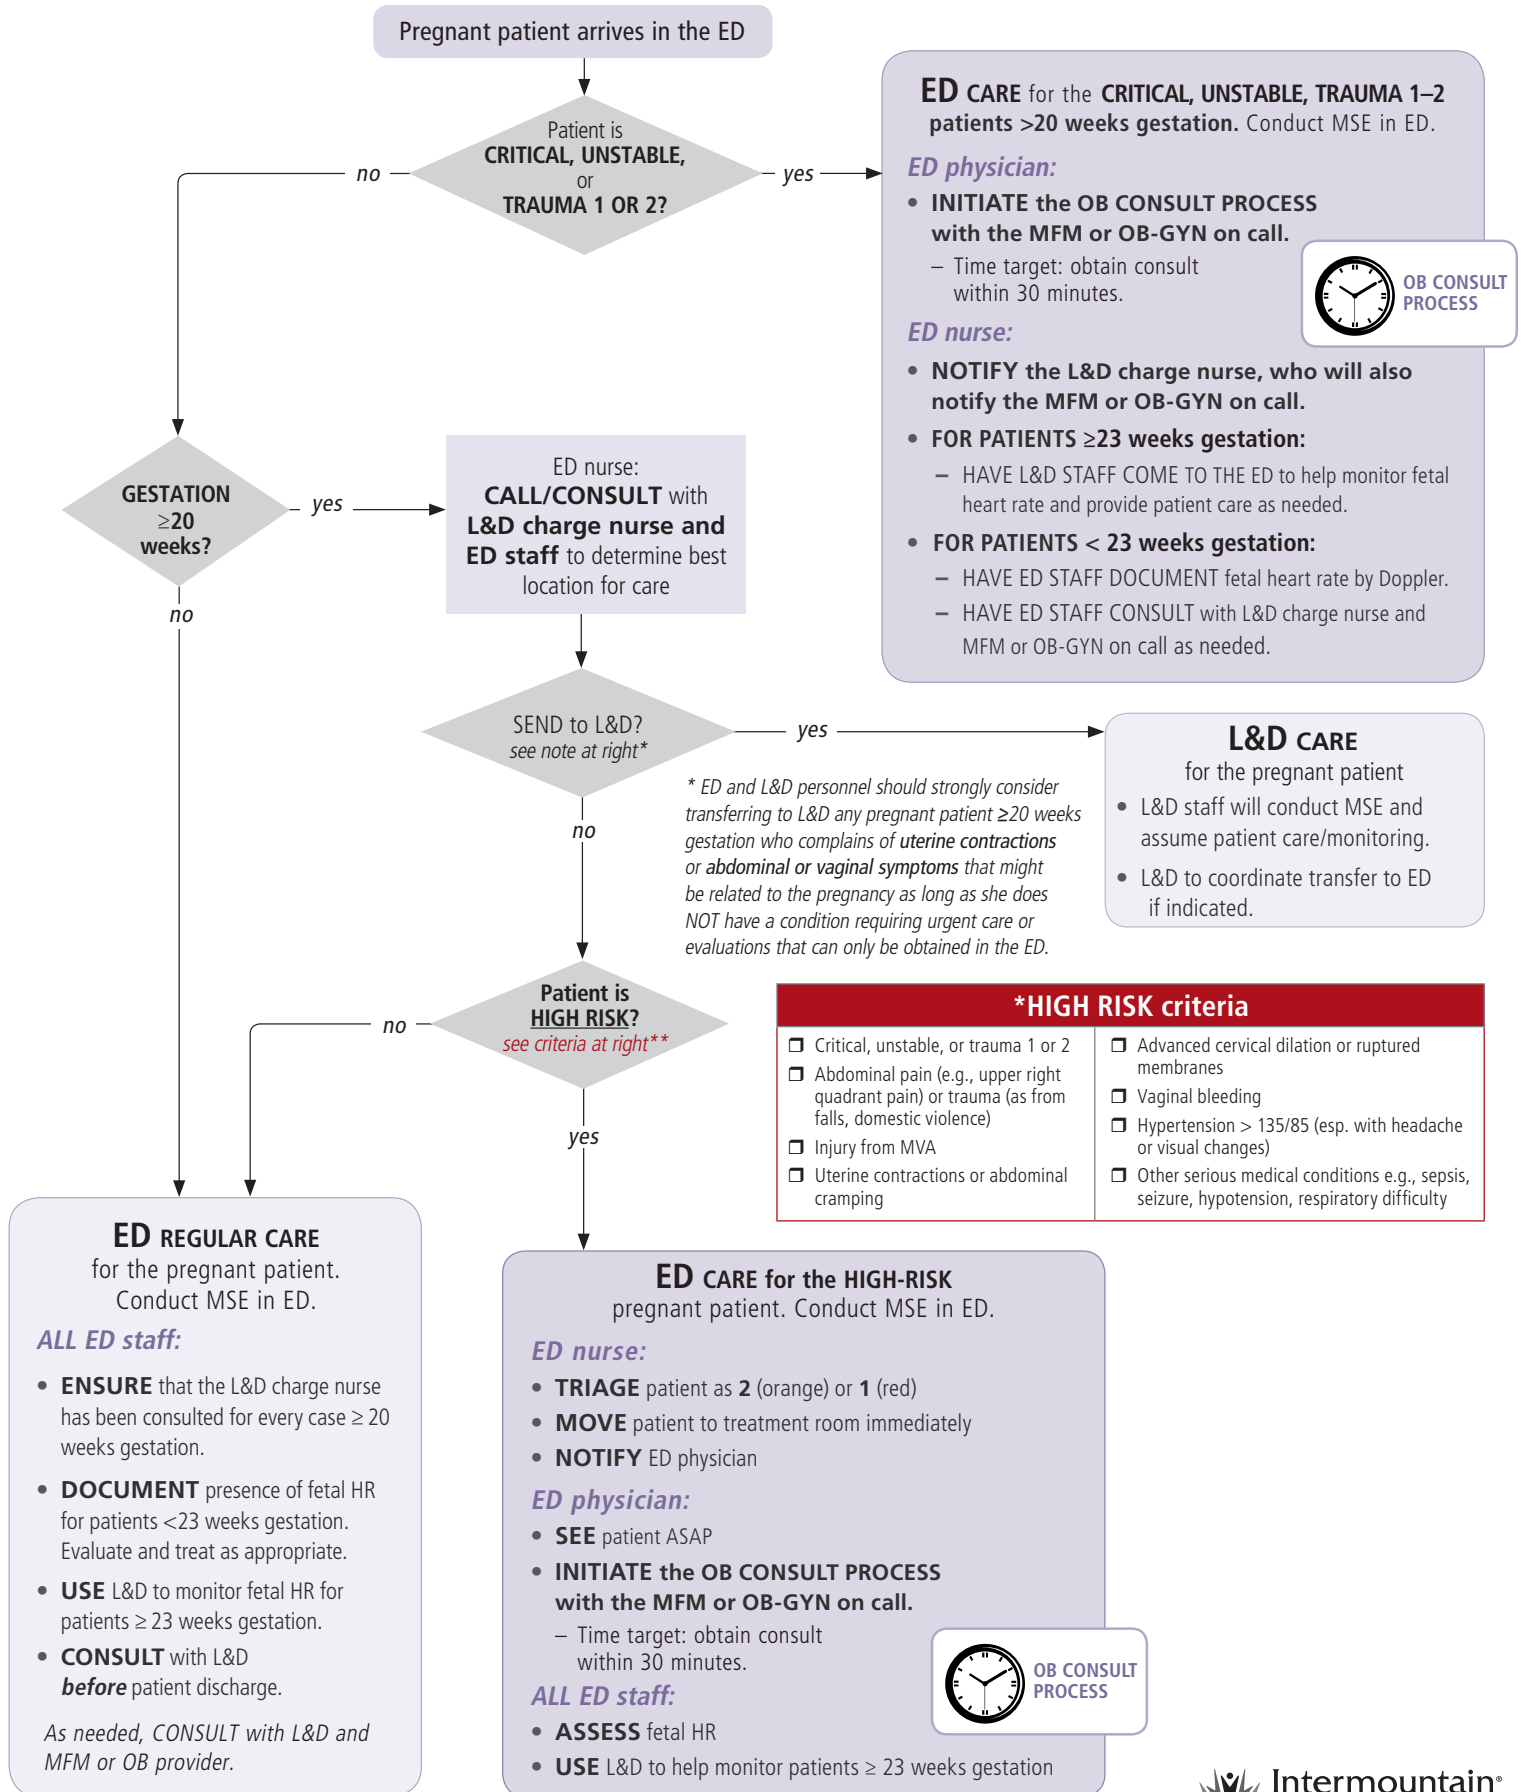 Pregnant patient arrives in the ED
Patient is
CRITICAL, UNSTABLE,
or
TRAUMA 1 OR 2?
no
yes
ED CARE for the CRITICAL, UNSTABLE, TRAUMA 1–2
patients >20 weeks gestation. Conduct MSE in ED.
ED physician:
• INITIATE the OB CONSULT PROCESS
with the MFM or OB-GYN on call.
– Time target: obtain consult
within 30 minutes.
OB CONSULT
PROCESS
ED nurse:
• NOTIFY the L&D charge nurse, who will also
notify the MFM or OB-GYN on call.
• FOR PATIENTS ≥23 weeks gestation:
– HAVE L&D STAFF COME TO THE ED to help monitor fetal
heart rate and provide patient care as needed.
• FOR PATIENTS < 23 weeks gestation:
– HAVE ED STAFF DOCUMENT fetal heart rate by Doppler.
– HAVE ED STAFF CONSULT with L&D charge nurse and
MFM or OB-GYN on call as needed.
GESTATION
≥20
weeks?
yes
no
ED nurse:
CALL/CONSULT with
L&D charge nurse and
ED staff to determine best
location for care
SEND to L&D?
see note at right*
yes
no
L&D CARE
for the pregnant patient
• L&D staff will conduct MSE and
assume patient care/monitoring.
• L&D to coordinate transfer to ED
if indicated.
* ED and L&D personnel should strongly consider
transferring to L&D any pregnant patient ≥20 weeks
gestation who complains of uterine contractions
or abdominal or vaginal symptoms that might
be related to the pregnancy as long as she does
NOT have a condition requiring urgent care or
evaluations that can only be obtained in the ED.
Patient is
HIGH RISK?
see criteria at right**
no
yes
*HIGH RISK criteria
❒ Critical, unstable, or trauma 1 or 2
❒ Abdominal pain (e.g., upper right
quadrant pain) or trauma (as from
falls, domestic violence)
❒ Injury from MVA
❒ Uterine contractions or abdominal
cramping
❒ Advanced cervical dilation or ruptured
membranes
❒ Vaginal bleeding
❒ Hypertension > 135/85 (esp. with headache
or visual changes)
❒ Other serious medical conditions e.g., sepsis,
seizure, hypotension, respiratory difficulty
ED REGULAR CARE
for the pregnant patient.
Conduct MSE in ED.
ALL ED staff:
• ENSURE that the L&D charge nurse
has been consulted for every case ≥ 20
weeks gestation.
• DOCUMENT presence of fetal HR
for patients <23 weeks gestation.
Evaluate and treat as appropriate.
• USE L&D to monitor fetal HR for
patients ≥ 23 weeks gestation.
• CONSULT with L&D
before patient discharge.
As needed, CONSULT with L&D and
MFM or OB provider.
ED CARE for the HIGH-RISK
pregnant patient. Conduct MSE in ED.
ED nurse:
• TRIAGE patient as 2 (orange) or 1 (red)
• MOVE patient to treatment room immediately
• NOTIFY ED physician
ED physician:
• SEE patient ASAP
• INITIATE the OB CONSULT PROCESS
with the MFM or OB-GYN on call.
– Time target: obtain consult
within 30 minutes.
OB CONSULT
PROCESS
ALL ED staff:
• ASSESS fetal HR
• USE L&D to help monitor patients ≥ 23 weeks gestation
Intermountain®